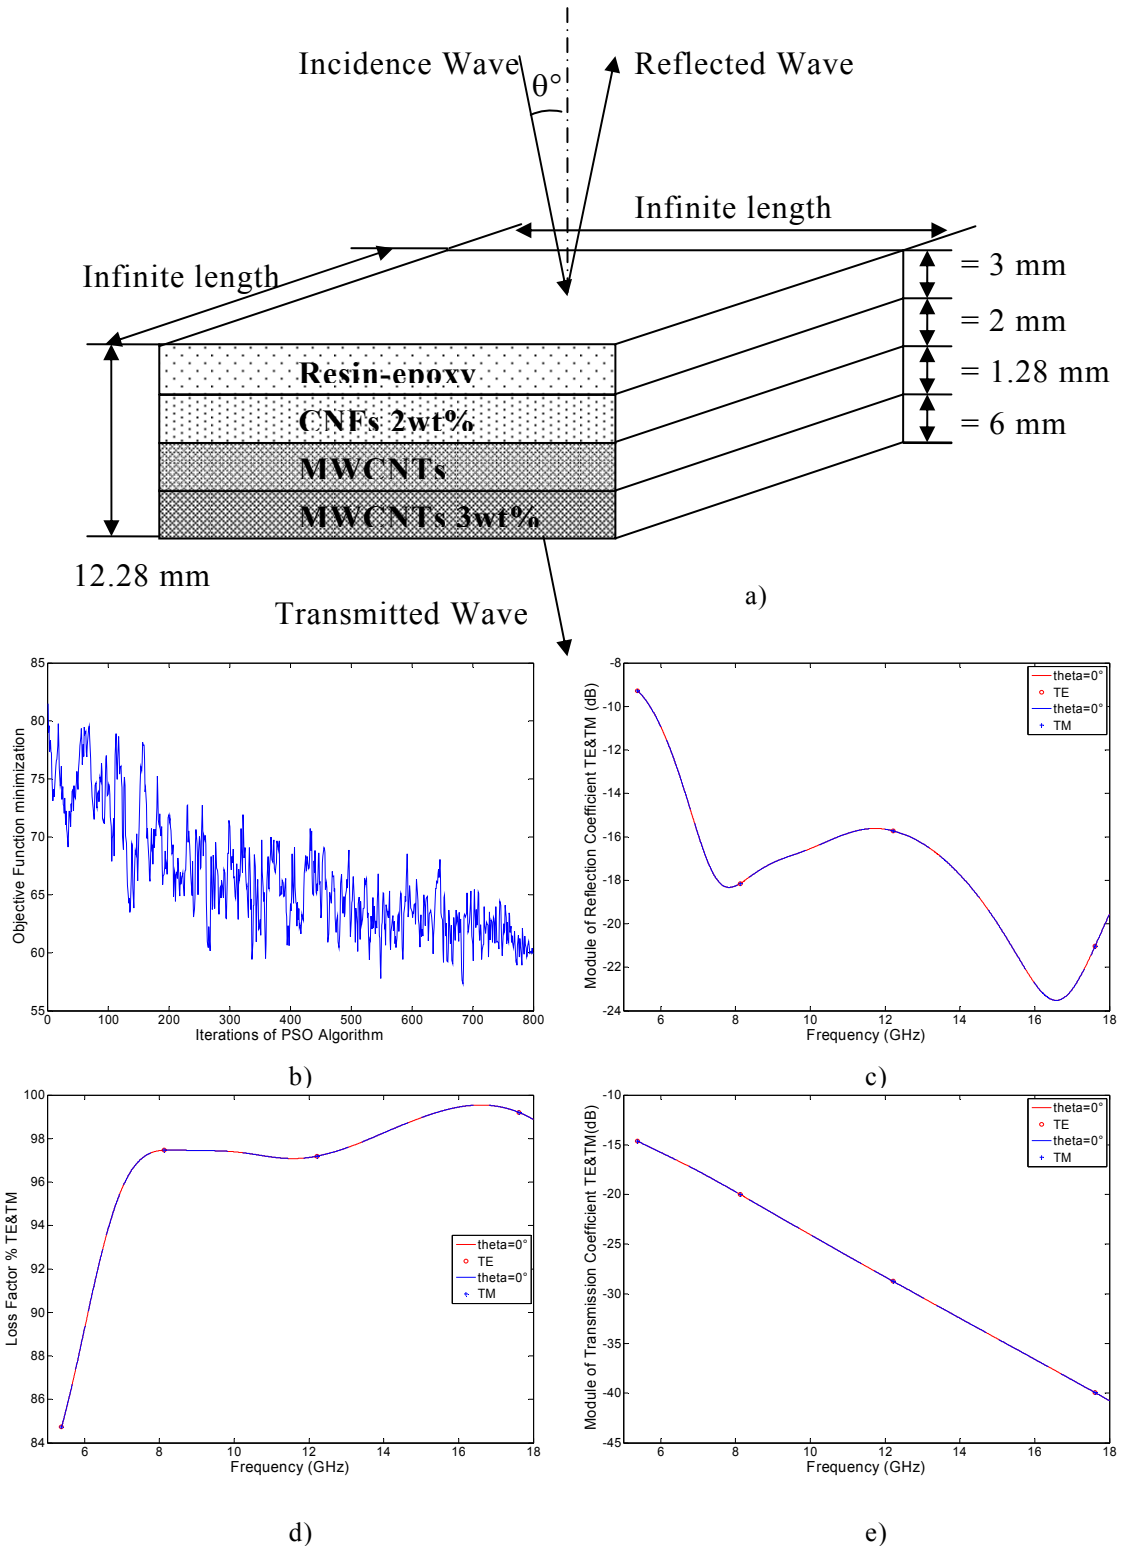 Incidence Wave
Reflected Wave
θ°
Infinite length
Infinite length
= 3 mm
= 2 mm
= 1.28 mm
= 6 mm
Resin-epoxy
CNFs 2wt%
MWCNTs
MWCNTs 3wt%
12.28 mm
Transmitted Wave
a)
Objective Function minimization
85
80
75
70
65
60
55
0 100 200 300 400 500 600 700 800
Iterations of PSO Algorithm
b)
Module of Reflection Coefficient TE&TM (dB)
-8
-10
-12
-14
-16
-18
-20
-22
-24
6 8 10 12 14 16 18
Frequency (GHz)
theta=0°
TE
theta=0°
TM
c)
Loss Factor % TE&TM
100
98
96
94
92
90
88
86
84
6 8 10 12 14 16 18
Frequency (GHz)
theta=0°
TE
theta=0°
TM
d)
Module of Transmission Coefficient TE&TM(dB)
-10
-15
-20
-25
-30
-35
-40
-45
6 8 10 12 14 16 18
Frequency (GHz)
theta=0°
TE
theta=0°
TM
e)